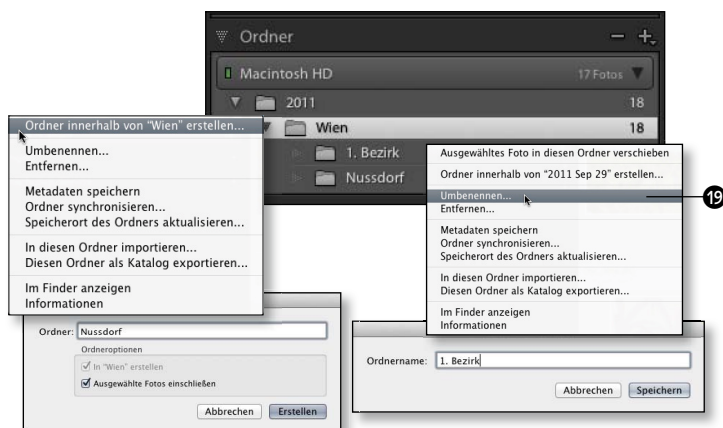 Ordner
Macintosh HD 17 Fotos
2011 18
Wien 18
1. Bezirk
Nussdorf
Ordner innerhalb von "Wien" erstellen...
Umbenennen...
Entfernen...
Metadaten speichern
Ordner synchronisieren...
Speicherort des Ordners aktualisieren...
In diesen Ordner importieren...
Diesen Ordner als Katalog exportieren...
Im Finder anzeigen
Informationen
Ausgewähltes Foto in diesen Ordner verschieben
Ordner innerhalb von "2011 Sep 29" erstellen...
Umbenennen...
19
Entfernen...
Metadaten speichern
Ordner synchronisieren...
Speicherort des Ordners aktualisieren...
In diesen Ordner importieren...
Diesen Ordner als Katalog exportieren...
Im Finder anzeigen
Informationen
Ordner: Nussdorf
Ordneroptionen
In "Wien" erstellen
Ausgewählte Fotos einschließen
Abbrechen Erstellen
Ordnername: 1. Bezirk
Abbrechen Speichern